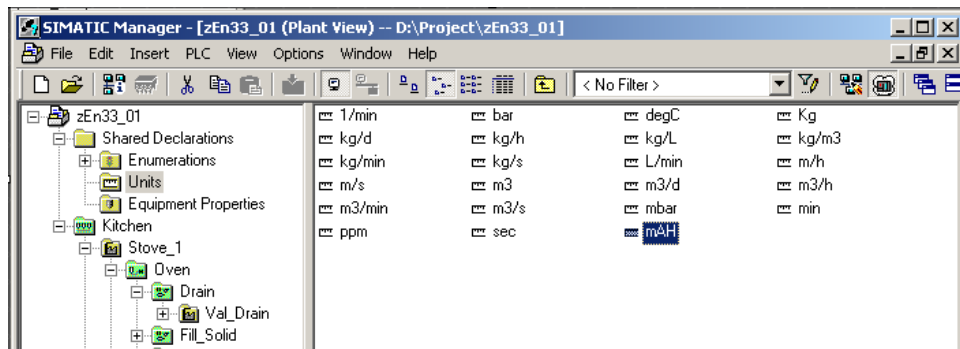 SIMATIC Manager - [zEn33_01 (Plant View) -- D:\Project\zEn33_01]
File Edit Insert PLC View Options Window Help
< No Filter >
zEn33_01
Shared Declarations
Enumerations
Units
Equipment Properties
Kitchen
Stove_1
Oven
Drain
Val_Drain
Fill_Solid
1/min bar degC Kg
kg/d kg/h kg/L kg/m3
kg/min kg/s L/min m/h
m/s m3 m3/d m3/h
m3/min m3/s mbar min
ppm sec mAH